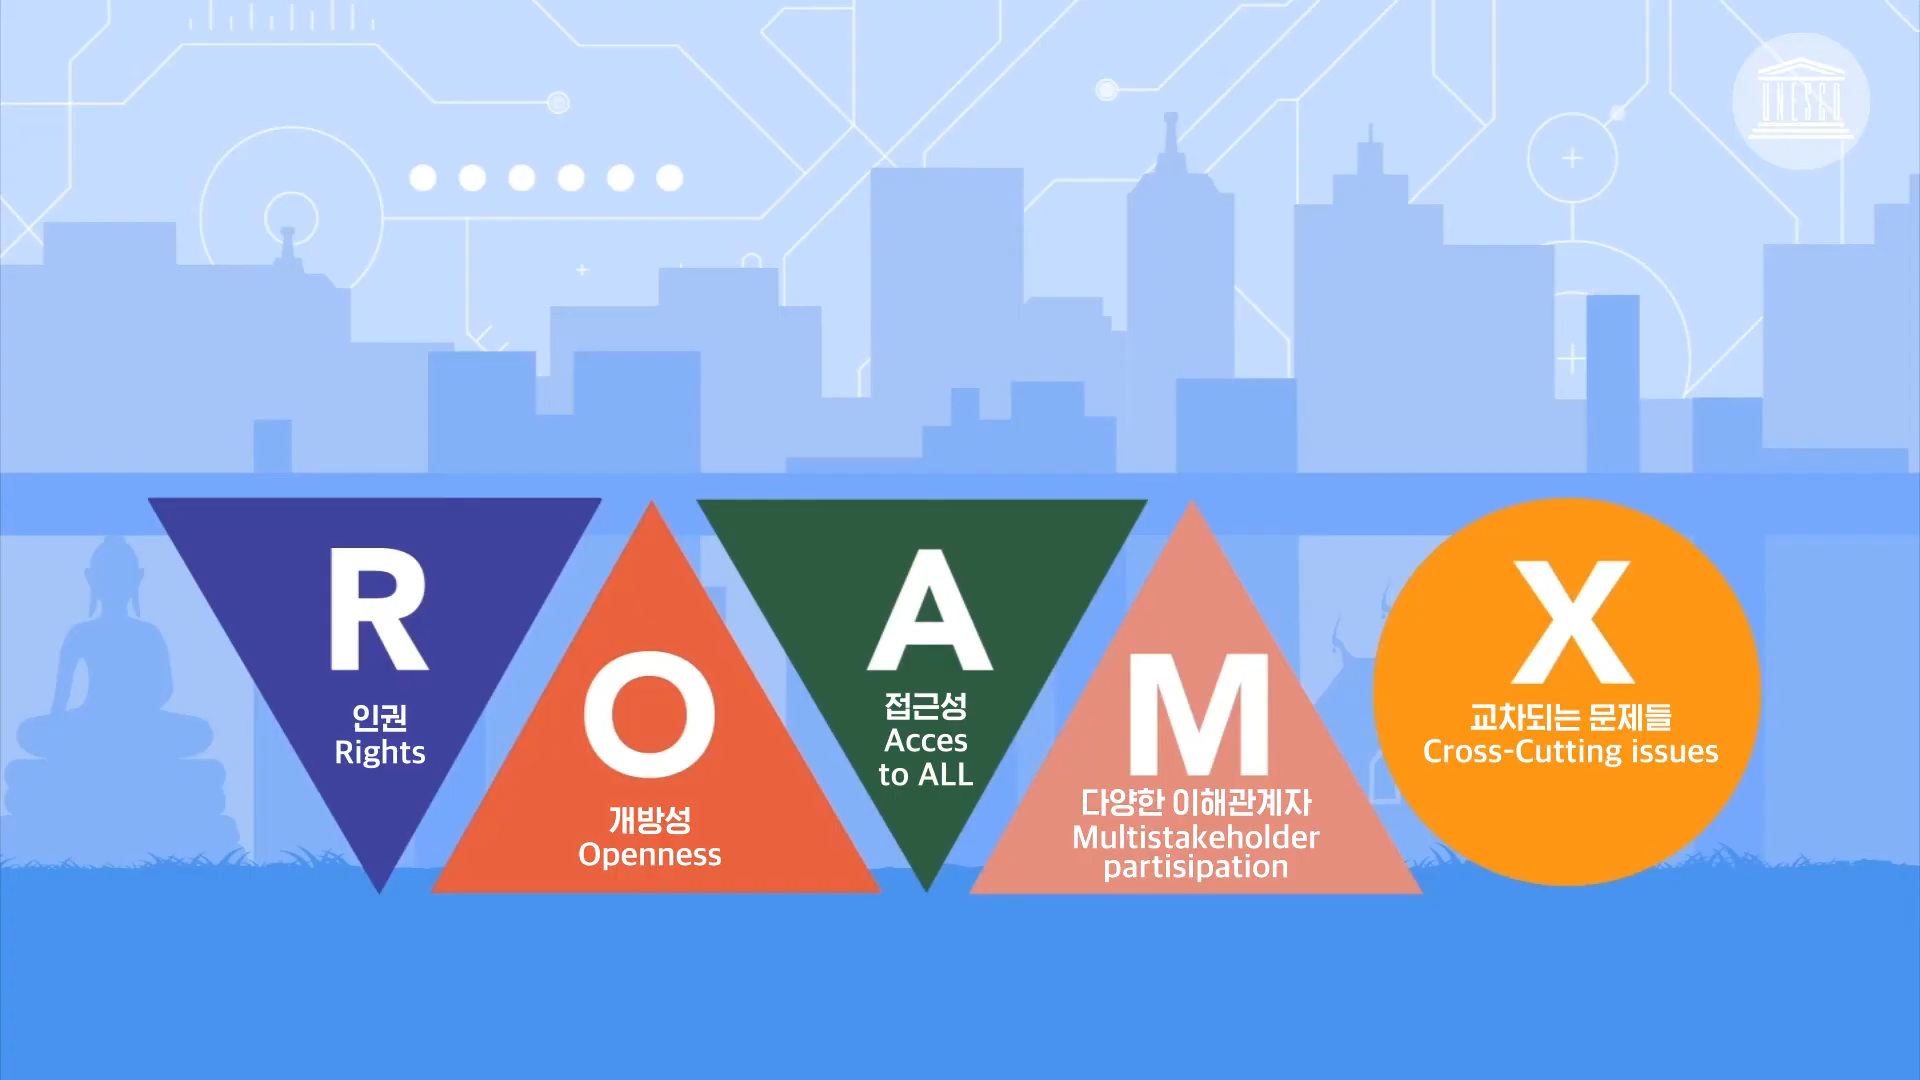 UNESCO
R
인권
Rights
O
개방성
Openness
A
접근성
Acces
to ALL
M
다양한 이해관계자
Multistakeholder
partisipation
X
교차되는 문제들
Cross-Cutting issues